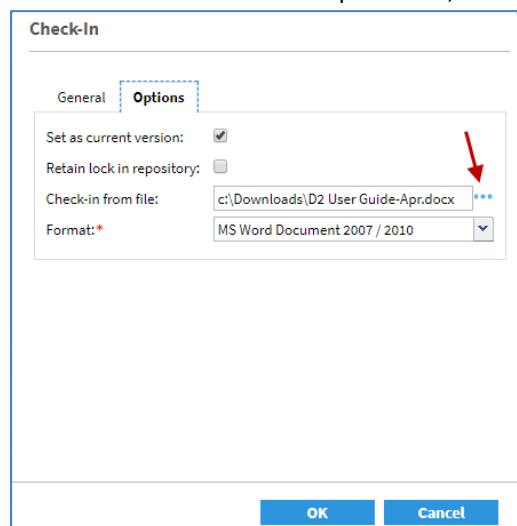 Check-In
General Options
Set as current version:
Retain lock in repository:
Check-in from file: c:\Downloads\D2 User Guide-Apr.docx
Format:* MS Word Document 2007 / 2010
OK Cancel